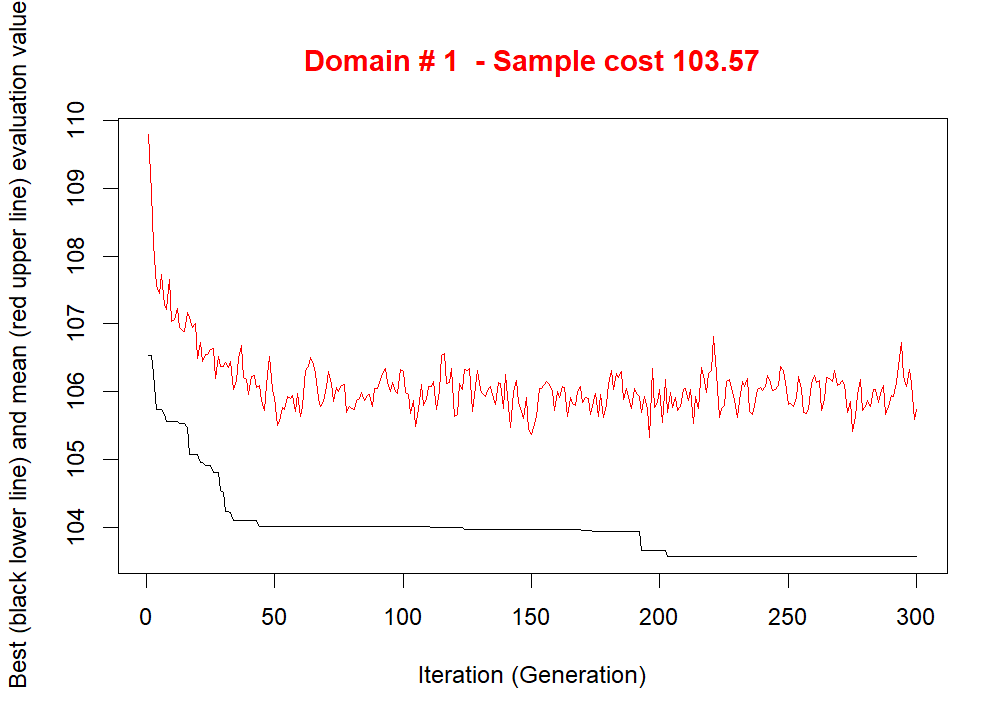 Domain # 1  - Sample cost 103.57
Best (black lower line) and mean (red upper line) evaluation value
110
109
108
107
106
105
104
0 50 100 150 200 250 300
Iteration (Generation)